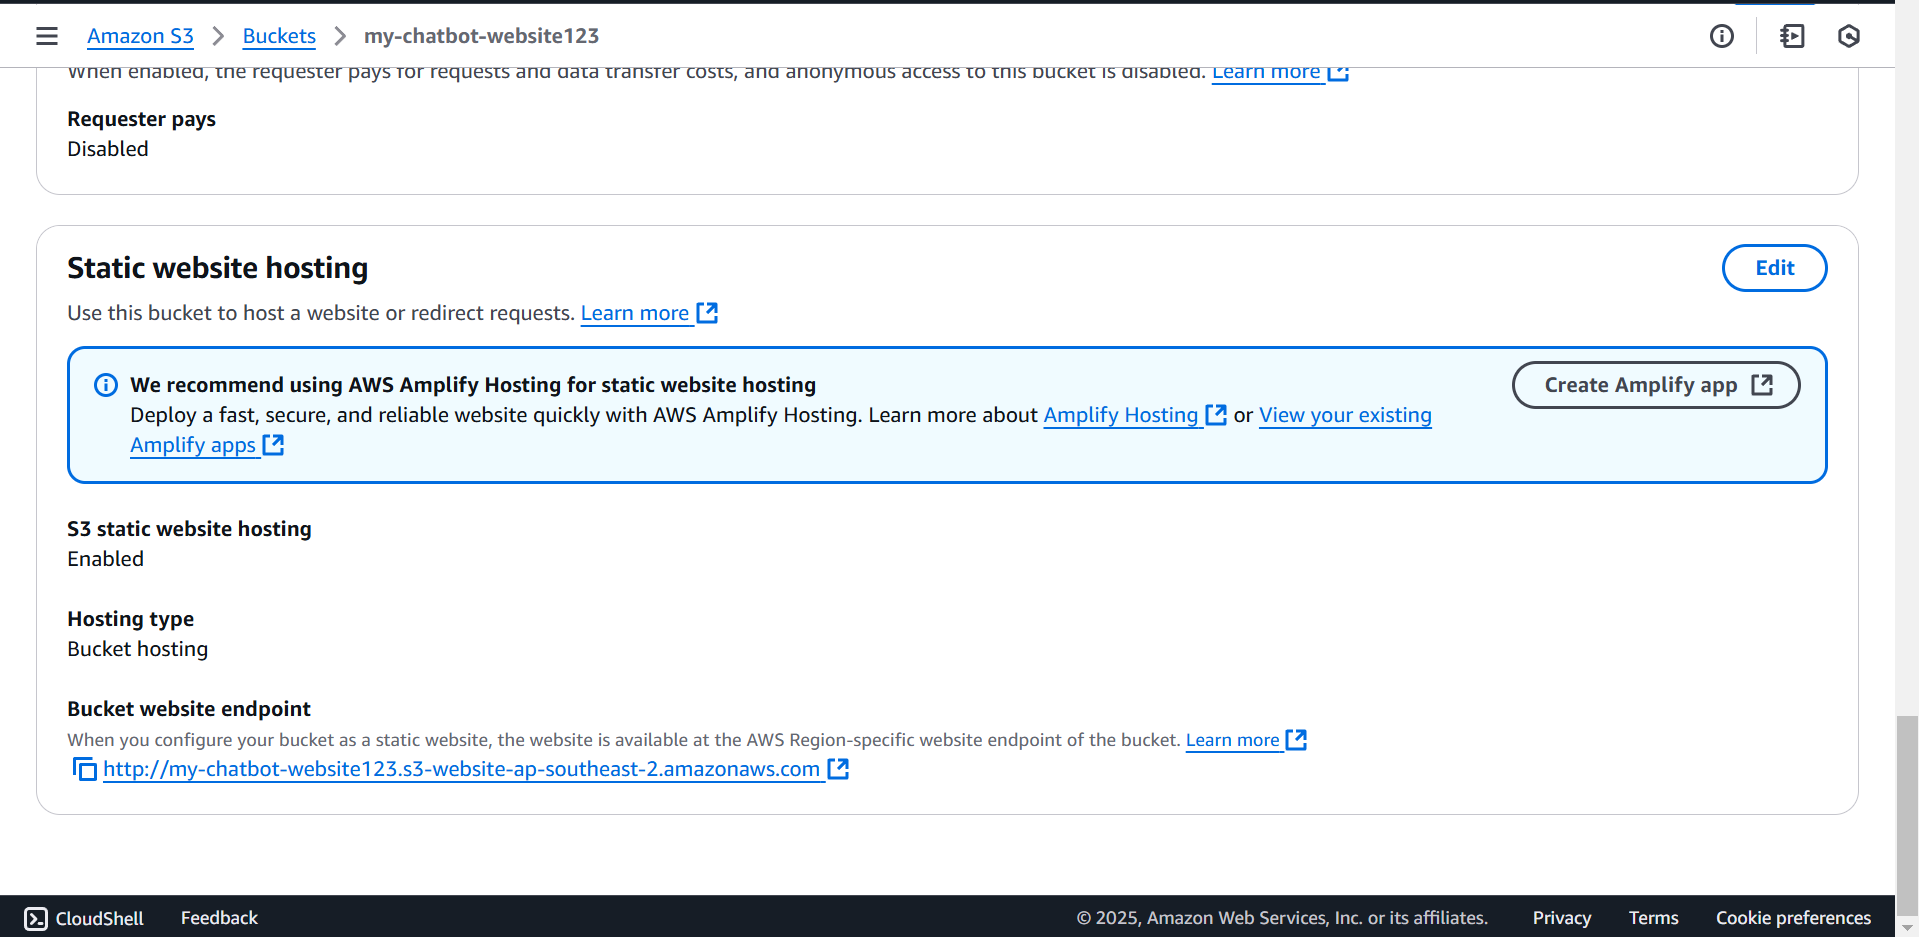 Amazon S3 > Buckets > my-chatbot-website123
When enabled, the requester pays for requests and data transfer costs, and anonymous access to this bucket is disabled. Learn more
Requester pays
Disabled
Static website hosting
Edit
Use this bucket to host a website or redirect requests. Learn more
We recommend using AWS Amplify Hosting for static website hosting
Create Amplify app
Deploy a fast, secure, and reliable website quickly with AWS Amplify Hosting. Learn more about Amplify Hosting or View your existing
Amplify apps
S3 static website hosting
Enabled
Hosting type
Bucket hosting
Bucket website endpoint
When you configure your bucket as a static website, the website is available at the AWS Region-specific website endpoint of the bucket. Learn more
http://my-chatbot-website123.s3-website-ap-southeast-2.amazonaws.com
CloudShell Feedback © 2025, Amazon Web Services, Inc. or its affiliates. Privacy Terms Cookie preferences